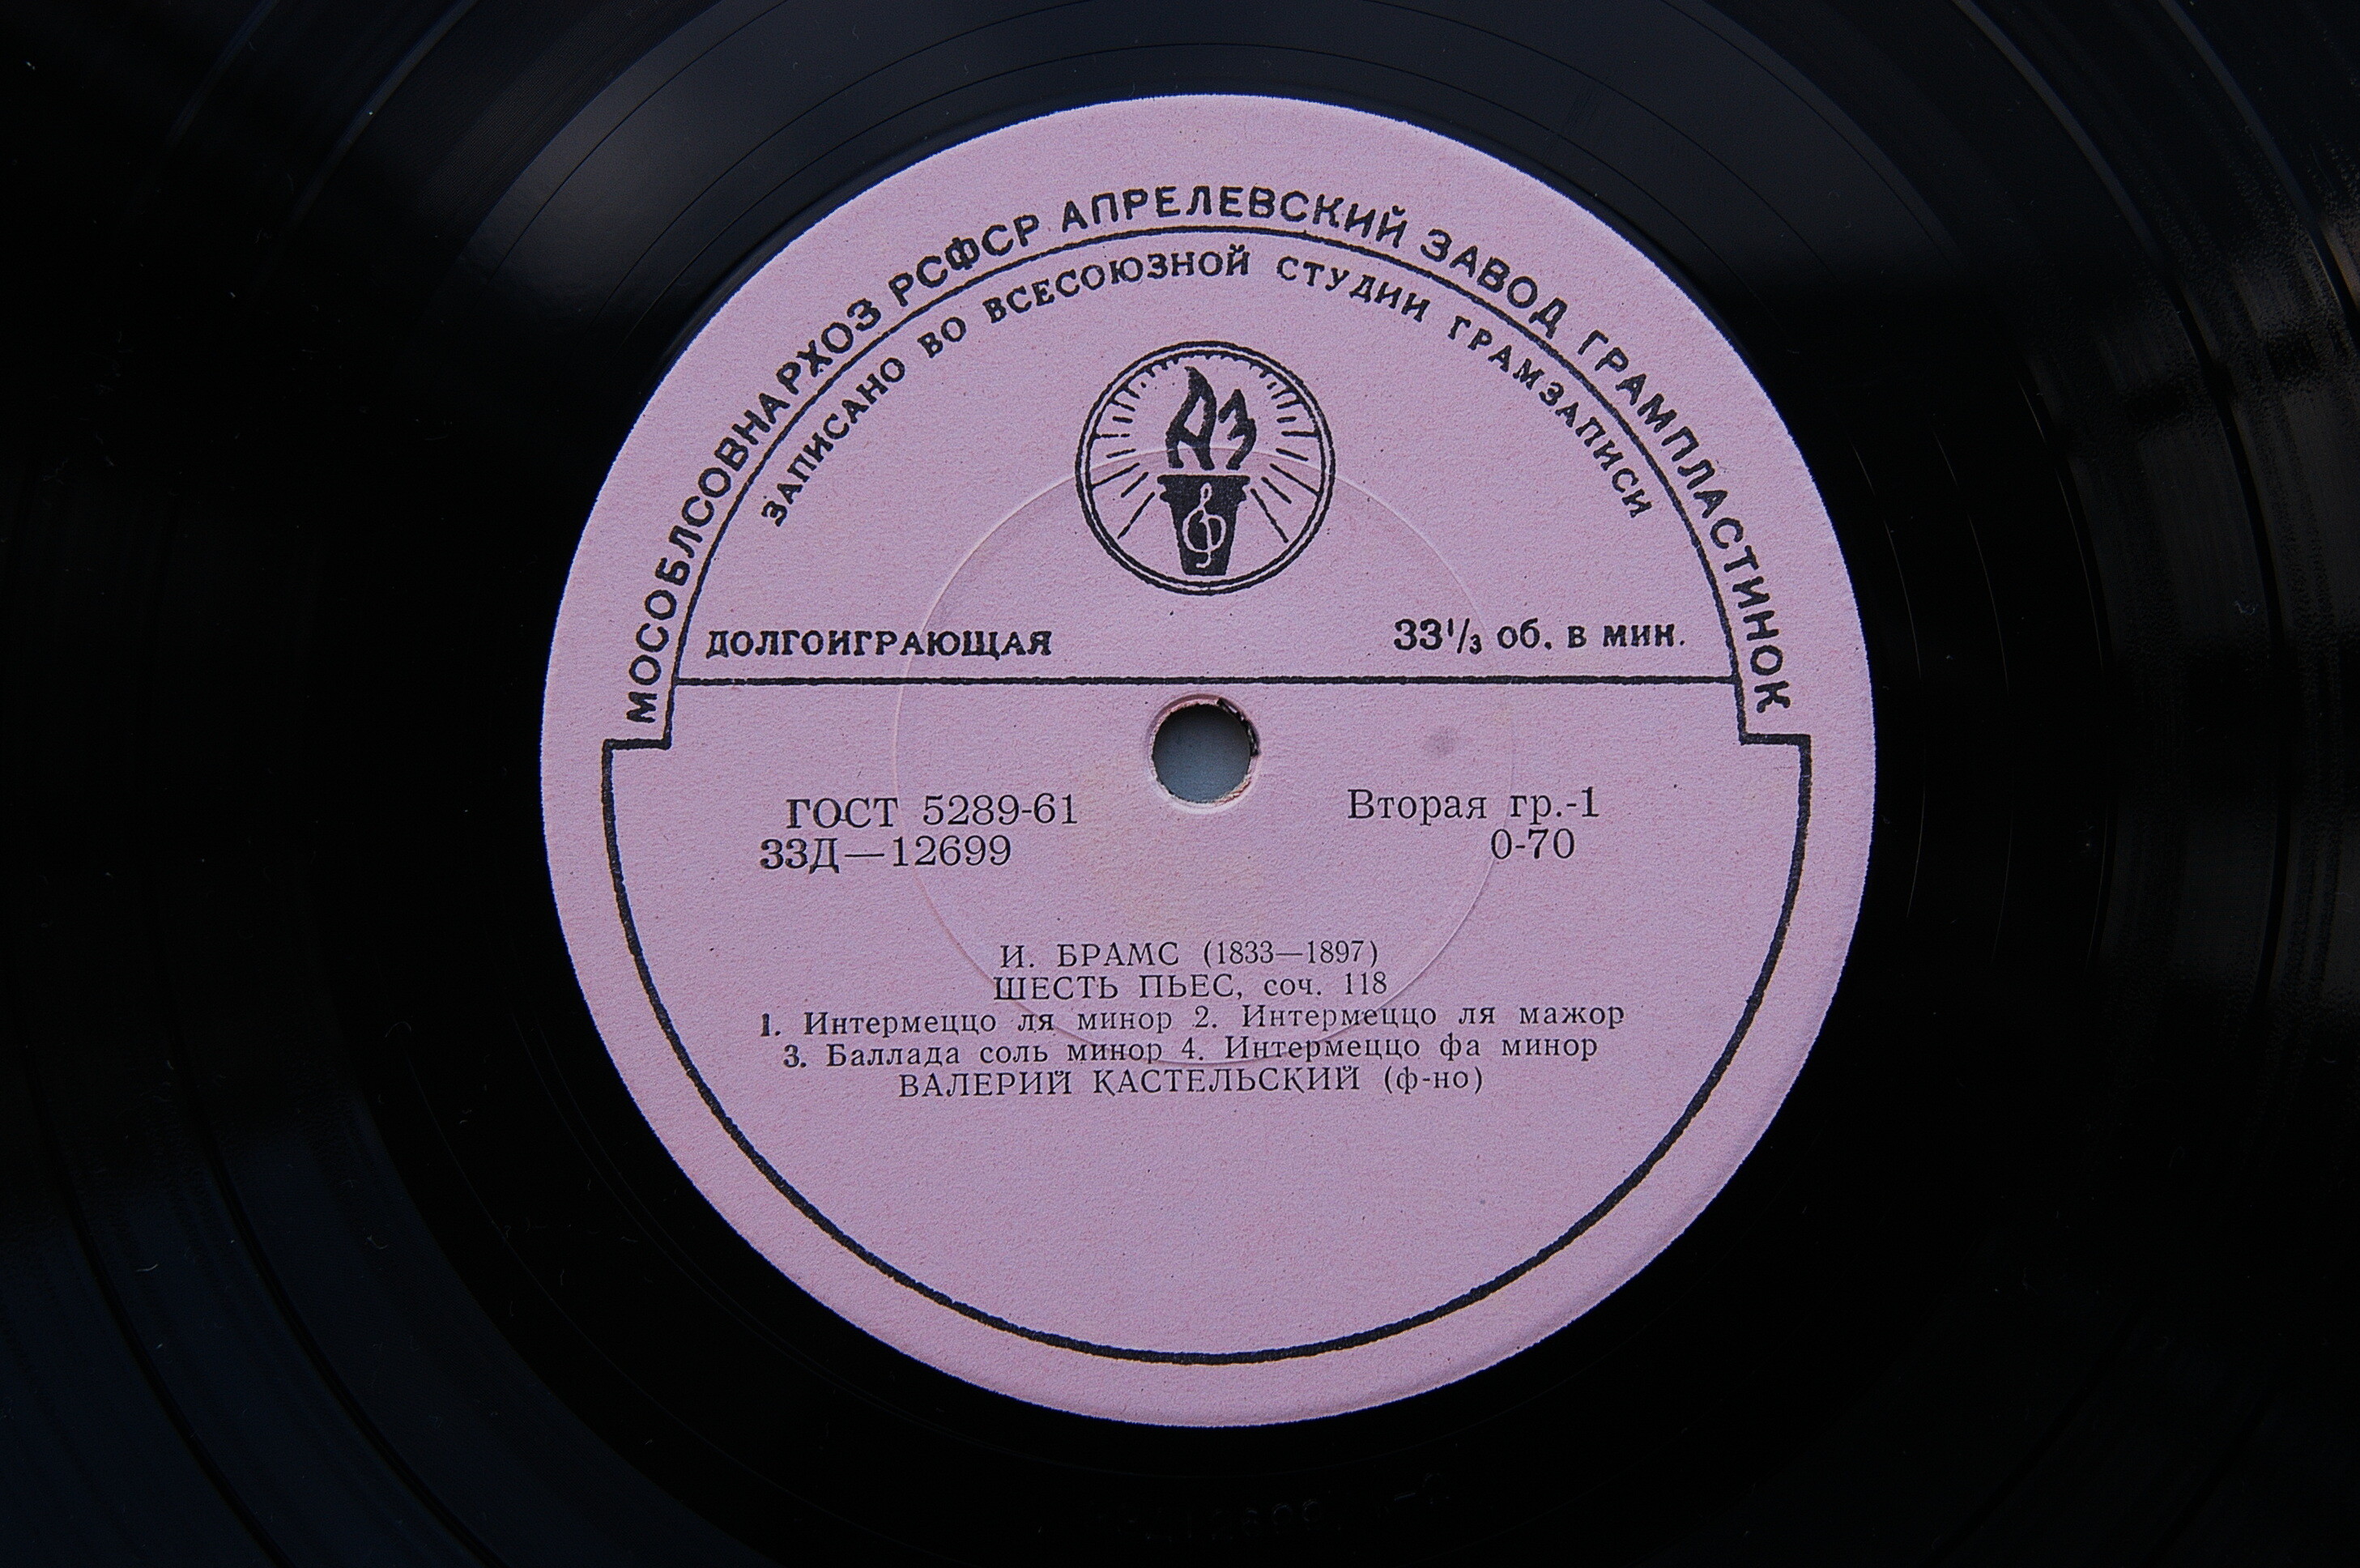 МОСОБЛСОВНАРХОЗ РСФСР АПРЕЛЕВСКИЙ ЗАВОД ГРАМПЛАСТИНОК
ЗАПИСАНО ВО ВСЕСОЮЗНОЙ СТУДИИ ГРАМЗАПИСИ
АЗ
ДОЛГОИГРАЮЩАЯ 33¹/₃ об. в мин.
ГОСТ 5289-61 Вторая гр.-1
33Д—12699 0-70
И. БРАМС (1833—1897)
ШЕСТЬ ПЬЕС, соч. 118
1. Интермеццо ля минор 2. Интермеццо ля мажор
3. Баллада соль минор 4. Интермеццо фа минор
ВАЛЕРИЙ КАСТЕЛЬСКИЙ (ф-но)